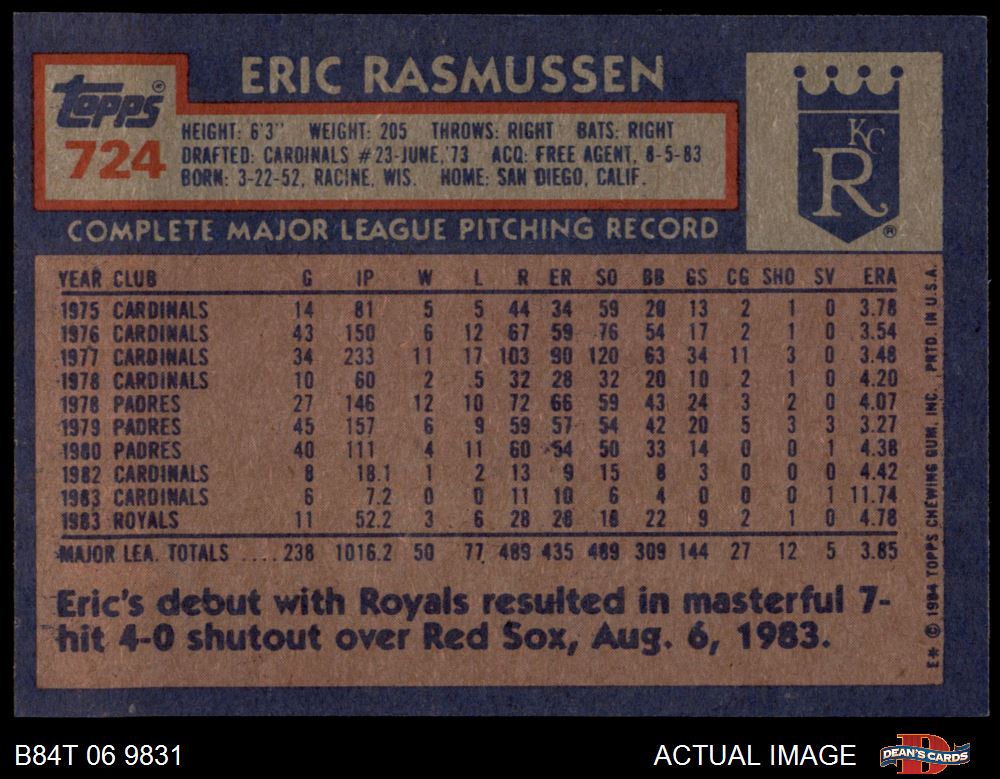 ERIC RASMUSSEN
Topps®
724
HEIGHT: 6'3" WEIGHT: 205 THROWS: RIGHT BATS: RIGHT
DRAFTED: CARDINALS #23-JUNE,'73 ACQ: FREE AGENT, 8-5-83
BORN: 3-22-52, RACINE, WIS. HOME: SAN DIEGO, CALIF.
KC
R
®
COMPLETE MAJOR LEAGUE PITCHING RECORD
YEAR CLUB G IP W L R ER SO BB GS CG SHO SV ERA
1975 CARDINALS 14 81 5 5 44 34 59 20 13 2 1 0 3.78
1976 CARDINALS 43 150 6 12 67 59 76 54 17 2 1 0 3.54
1977 CARDINALS 34 233 11 17 103 90 120 63 34 11 3 0 3.48
1978 CARDINALS 10 60 2 5 32 28 32 20 10 2 1 0 4.20
1978 PADRES 27 146 12 10 72 66 59 43 24 3 2 0 4.07
1979 PADRES 45 157 6 9 59 57 54 42 20 5 3 3 3.27
1980 PADRES 40 111 4 11 60 54 50 33 14 0 0 1 4.38
1982 CARDINALS 8 18.1 1 2 13 9 15 8 3 0 0 0 4.42
1983 CARDINALS 6 7.2 0 0 11 10 6 4 0 0 0 1 11.74
1983 ROYALS 11 52.2 3 6 28 28 18 22 9 2 1 0 4.78
MAJOR LEA. TOTALS ....238 1016.2 50 77 489 435 489 309 144 27 12 5 3.85
Eric's debut with Royals resulted in masterful 7-
hit 4-0 shutout over Red Sox, Aug. 6, 1983.
E* © 1984 TOPPS CHEWING GUM, INC. PRTD. IN U.S.A.
B84T 06 9831
ACTUAL IMAGE
DEAN'S CARDS